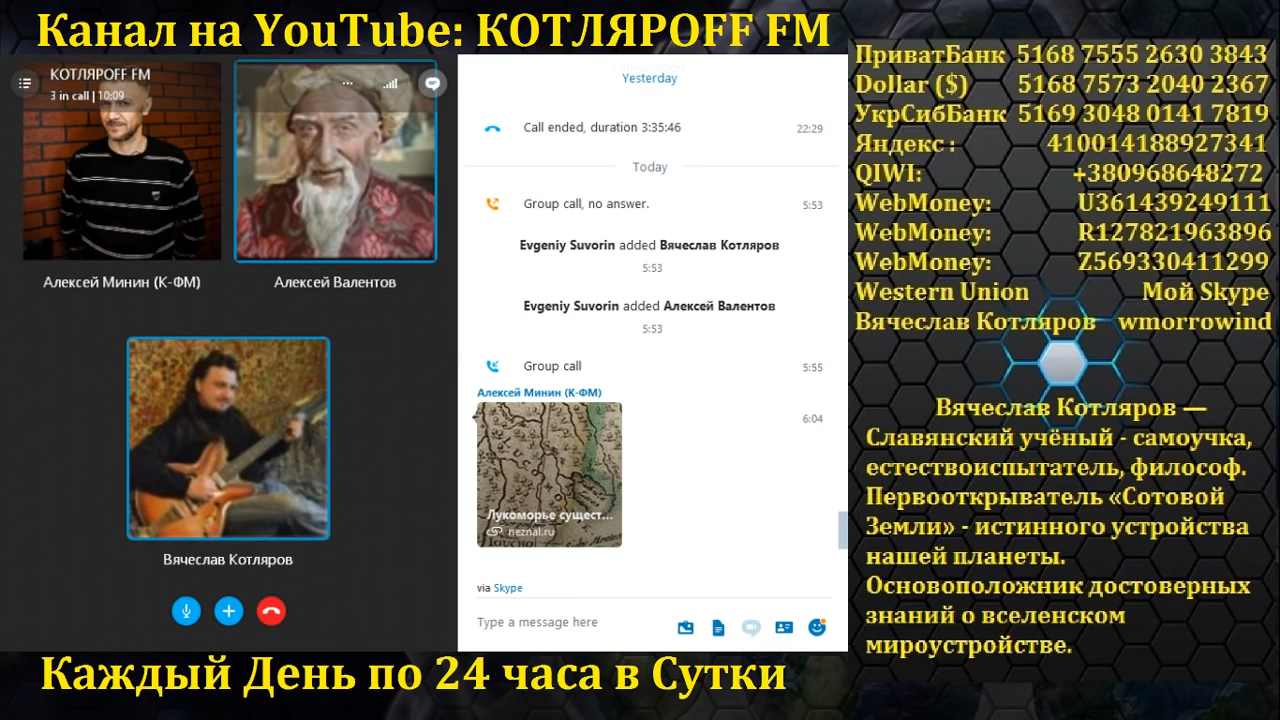 Канал на YouTube: КОТЛЯРОFF FM
КОТЛЯРОFF FM
3 in call | 10:09
Алексей Минин (К-ФМ)
Алексей Валентов
Вячеслав Котляров
Yesterday
Call ended, duration 3:35:46 22:29
Today
Group call, no answer. 5:53
Evgeniy Suvorin added Вячеслав Котляров
5:53
Evgeniy Suvorin added Алексей Валентов
5:53
Group call 5:55
Алексей Минин (К-ФМ)
6:04
Лукоморье сущест...
neznal.ru
via Skype
Type a message here
ПриватБанк 5168 7555 2630 3843
Dollar ($) 5168 7573 2040 2367
УкрСибБанк 5169 3048 0141 7819
Яндекс : 410014188927341
QIWI: +380968648272
WebMoney: U361439249111
WebMoney: R127821963896
WebMoney: Z569330411299
Western Union Мой Skype
Вячеслав Котляров wmorrowind
Вячеслав Котляров —
Славянский учёный - самоучка,
естествоиспытатель, философ.
Первооткрыватель «Сотовой
Земли» - истинного устройства
нашей планеты.
Основоположник достоверных
знаний о вселенском
мироустройстве.
Каждый День по 24 часа в Сутки